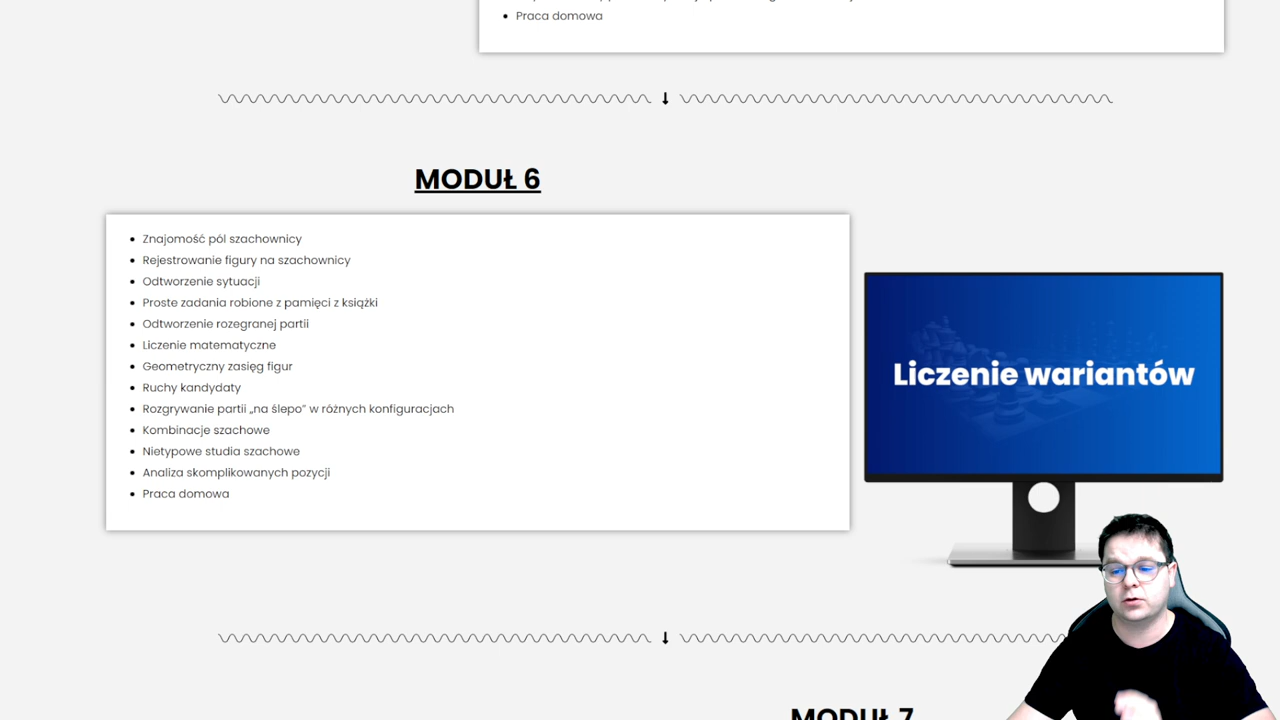 Praca domowa
MODUŁ 6
Znajomość pól szachownicy
Rejestrowanie figury na szachownicy
Odtworzenie sytuacji
Proste zadania robione z pamięci z książki
Odtworzenie rozegranej partii
Liczenie matematyczne
Geometryczny zasięg figur
Ruchy kandydaty
Rozgrywanie partii „na ślepo” w różnych konfiguracjach
Kombinacje szachowe
Nietypowe studia szachowe
Analiza skomplikowanych pozycji
Praca domowa
Liczenie wariantów
MODUŁ 7